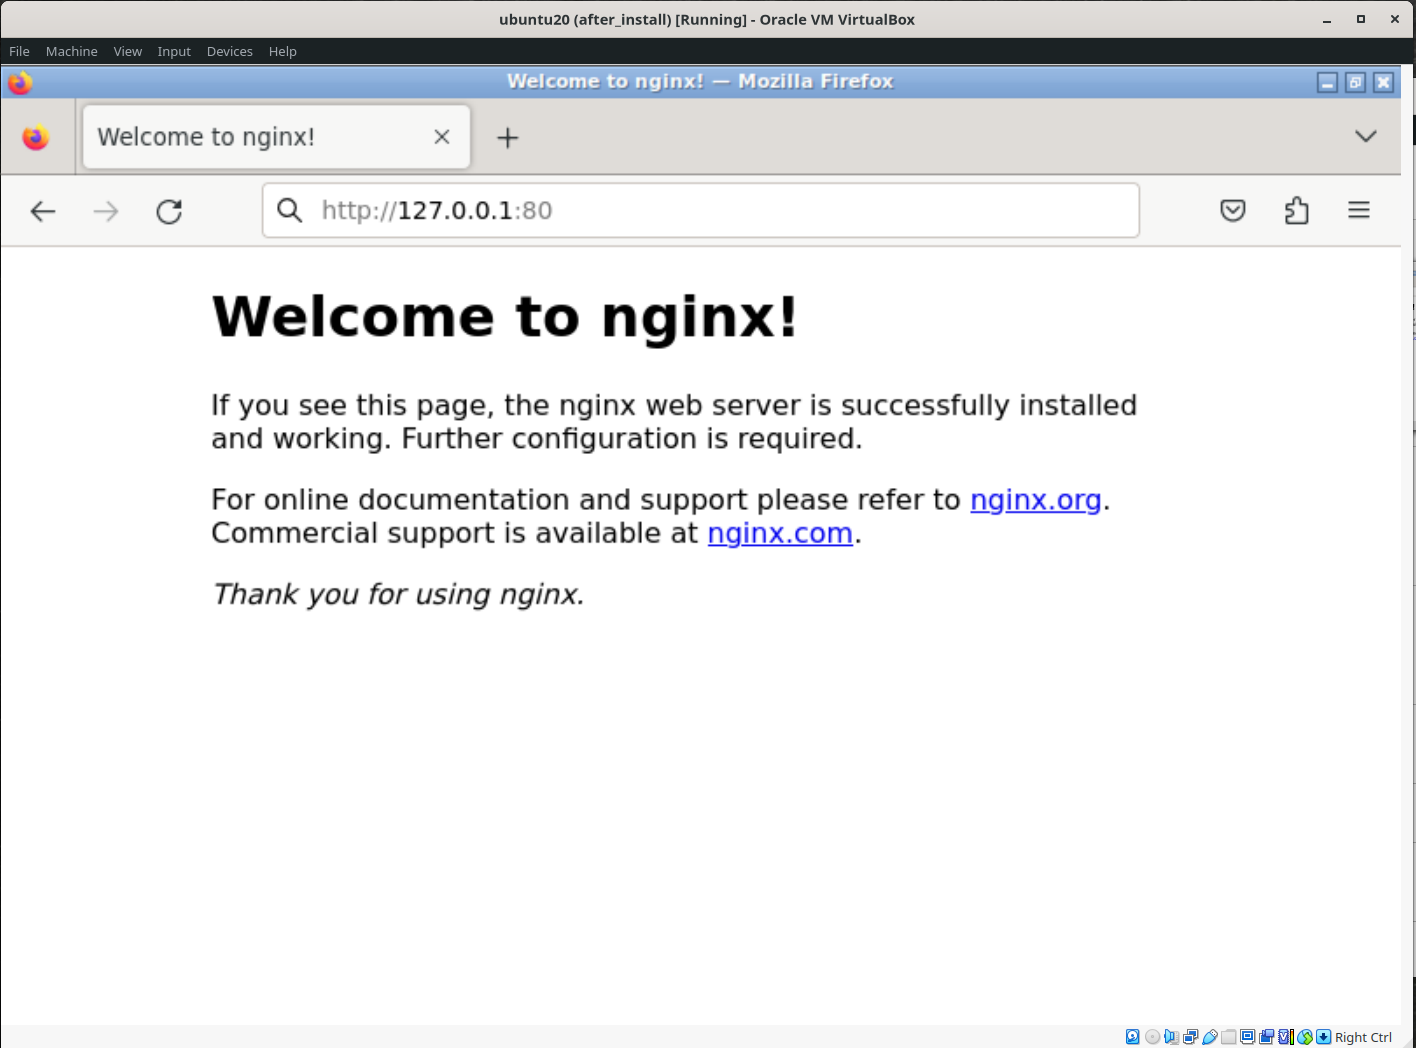 ubuntu20 (after_install) [Running] - Oracle VM VirtualBox
File Machine View Input Devices Help
Welcome to nginx! — Mozilla Firefox
Welcome to nginx!
http://127.0.0.1:80
Welcome to nginx!
If you see this page, the nginx web server is successfully installed
and working. Further configuration is required.
For online documentation and support please refer to nginx.org.
Commercial support is available at nginx.com.
Thank you for using nginx.
Right Ctrl